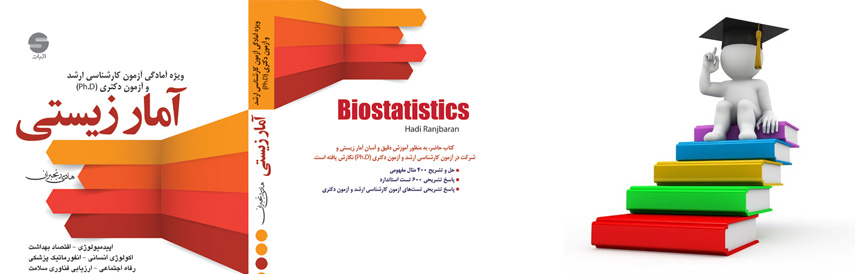 اثبات
ویژه آمادگی آزمون کارشناسی ارشد
و آزمون دکتری (Ph.D)
آمار زیستی
هادی رنجبران
اپیدمیولوژی - اقتصاد بهداشت
اکولوژی انسانی - انفورماتیک پزشکی
رفاه اجتماعی - ارزیابی فناوری سلامت
ویژه آمادگی آزمون کارشناسی ارشد
و آزمون دکتری (Ph.D)
آمار زیستی
هادی رنجبران
Biostatistics
Hadi Ranjbaran
کتاب حاضر، به منظور آموزش دقیق و آسان آمار زیستی و
شرکت در آزمون کارشناسی ارشد و آزمون دکتری (Ph.D) نگارش یافته است.
حل و تشریح ۴۰۰ مثال مفهومی
پاسخ تشریحی ۶۰۰ تست استاندارد
پاسخ تشریحی تست‌های آزمون کارشناسی ارشد و آزمون دکتری